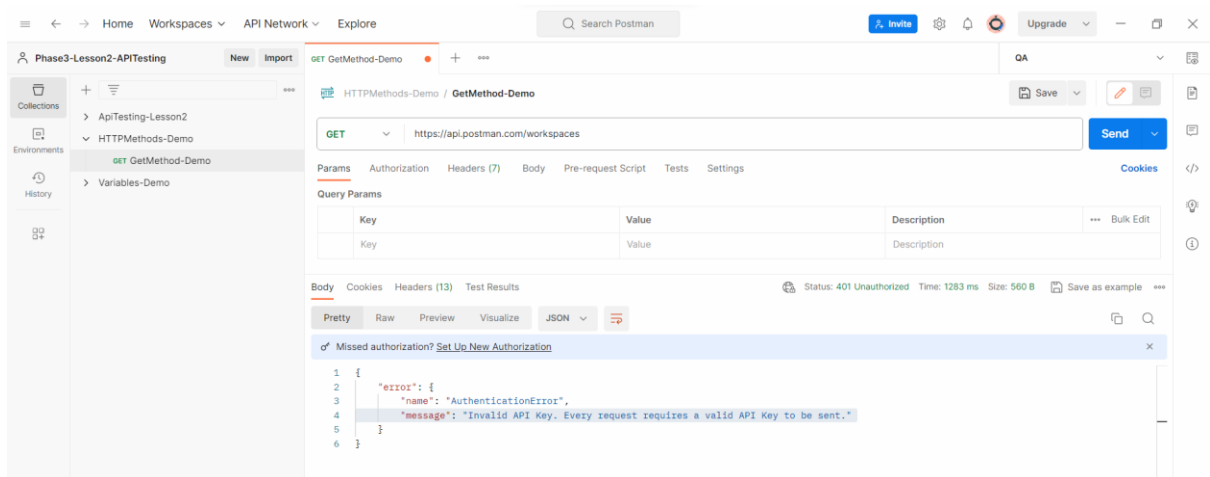 Home Workspaces API Network Explore Search Postman Invite Upgrade
Phase3-Lesson2-APITesting New Import GET GetMethod-Demo QA
Collections
Environments
History
ApiTesting-Lesson2
HTTPMethods-Demo
GET GetMethod-Demo
Variables-Demo
HTTP HTTPMethods-Demo / GetMethod-Demo Save
GET https://api.postman.com/workspaces Send
Params Authorization Headers (7) Body Pre-request Script Tests Settings Cookies
Query Params
Key Value Description Bulk Edit
Key Value Description
Body Cookies Headers (13) Test Results Status: 401 Unauthorized Time: 1283 ms Size: 560 B Save as example
Pretty Raw Preview Visualize JSON
Missed authorization? Set Up New Authorization
1 {
2 "error": {
3 "name": "AuthenticationError",
4 "message": "Invalid API Key. Every request requires a valid API Key to be sent."
5 }
6 }